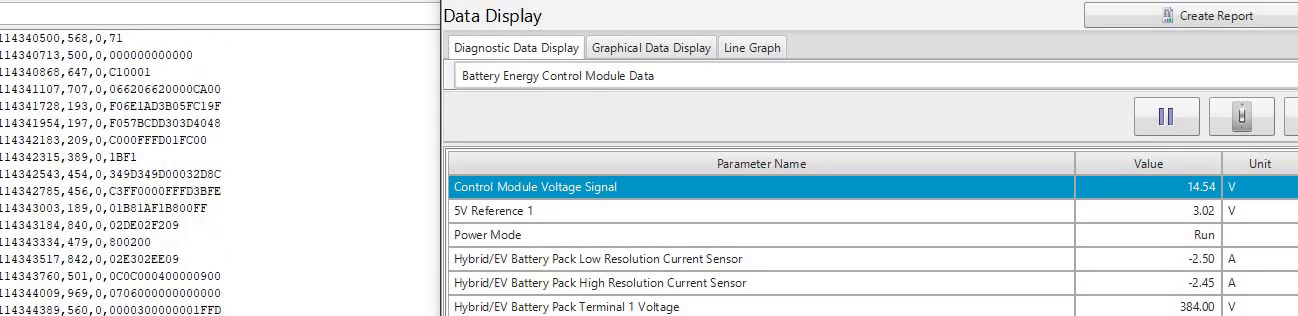 114340500,568,0,71
114340713,500,0,000000000000
114340868,647,0,C10001
114341107,707,0,066206620000CA00
114341728,193,0,F06E1AD3B05FC19F
114341954,197,0,F057BCDD303D4048
114342183,209,0,C000FFFD01FC00
114342315,389,0,1BF1
114342543,454,0,349D349D00032D8C
114342785,456,0,C3FF0000FFFD3BFE
114343003,189,0,01B81AF1B800FF
114343184,840,0,02DE02F209
114343334,479,0,800200
114343517,842,0,02E302EE09
114343760,501,0,0C0C000400000900
114344009,969,0,0706000000000000
114344389,560,0,0000300000001FFD
Data Display
Create Report
Diagnostic Data Display Graphical Data Display Line Graph
Battery Energy Control Module Data
Parameter Name Value Unit
Control Module Voltage Signal 14.54 V
5V Reference 1 3.02 V
Power Mode Run
Hybrid/EV Battery Pack Low Resolution Current Sensor -2.50 A
Hybrid/EV Battery Pack High Resolution Current Sensor -2.45 A
Hybrid/EV Battery Pack Terminal 1 Voltage 384.00 V